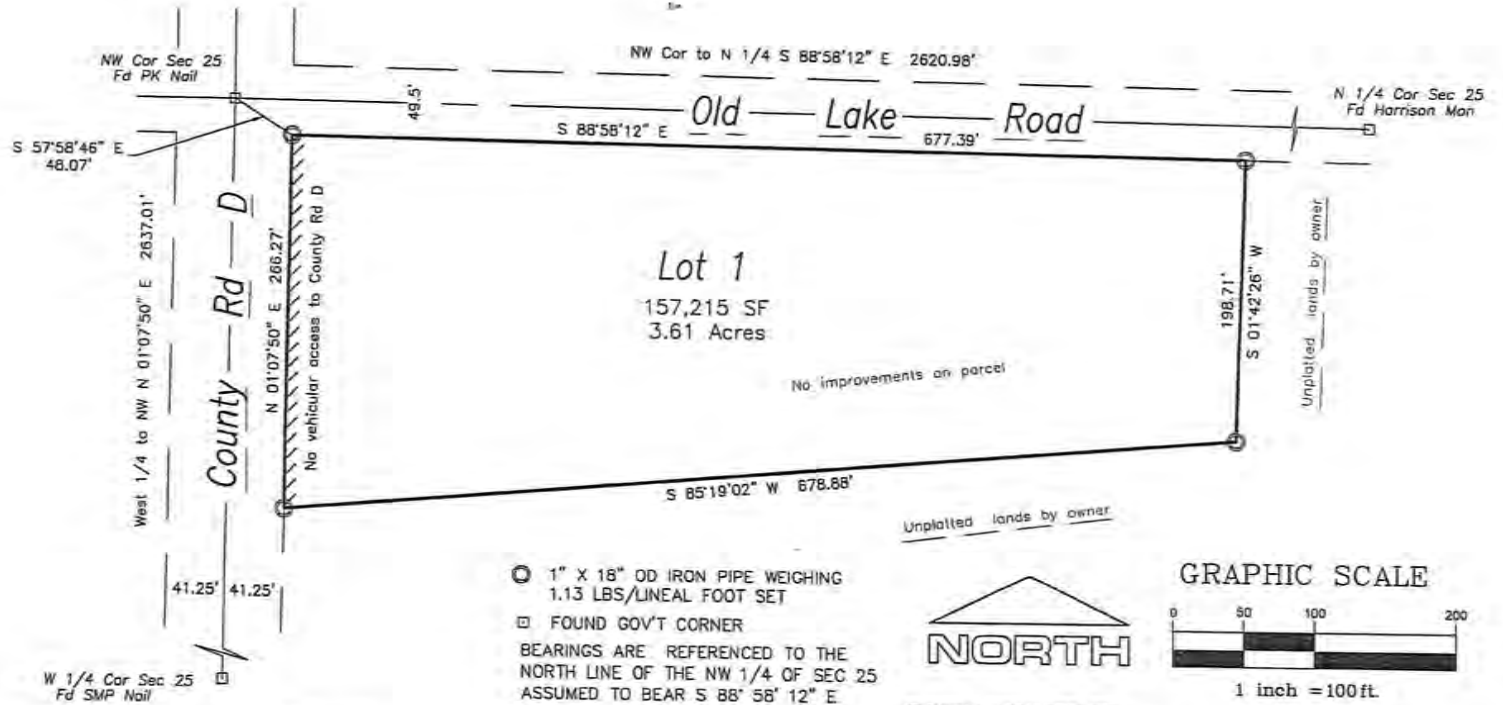 NW Cor Sec 25
Fd PK Nail
NW Cor to N 1/4 S 88°58'12" E 2620.98'
N 1/4 Cor Sec 25
Fd Harrison Mon
49.5'
Old Lake Road
S 88°58'12" E 677.39'
S 57°58'46" E
48.07'
West 1/4 to NW N 01°07'50" E 2637.01'
County Rd D
N 01°07'50" E 266.27'
No vehicular access to County Rd D
Lot 1
157,215 SF
3.61 Acres
No improvements on parcel
198.71'
S 01°42'26" W
Unplatted lands by owner
S 85°19'02" W 678.88'
Unplatted lands by owner
41.25' 41.25'
W 1/4 Cor Sec 25
Fd SMP Nail
1" X 18" OD IRON PIPE WEIGHING
1.13 LBS/LINEAL FOOT SET
FOUND GOV'T CORNER
BEARINGS ARE REFERENCED TO THE
NORTH LINE OF THE NW 1/4 OF SEC 25
ASSUMED TO BEAR S 88° 58' 12" E
NORTH
GRAPHIC SCALE
0 50 100 200
1 inch = 100 ft.